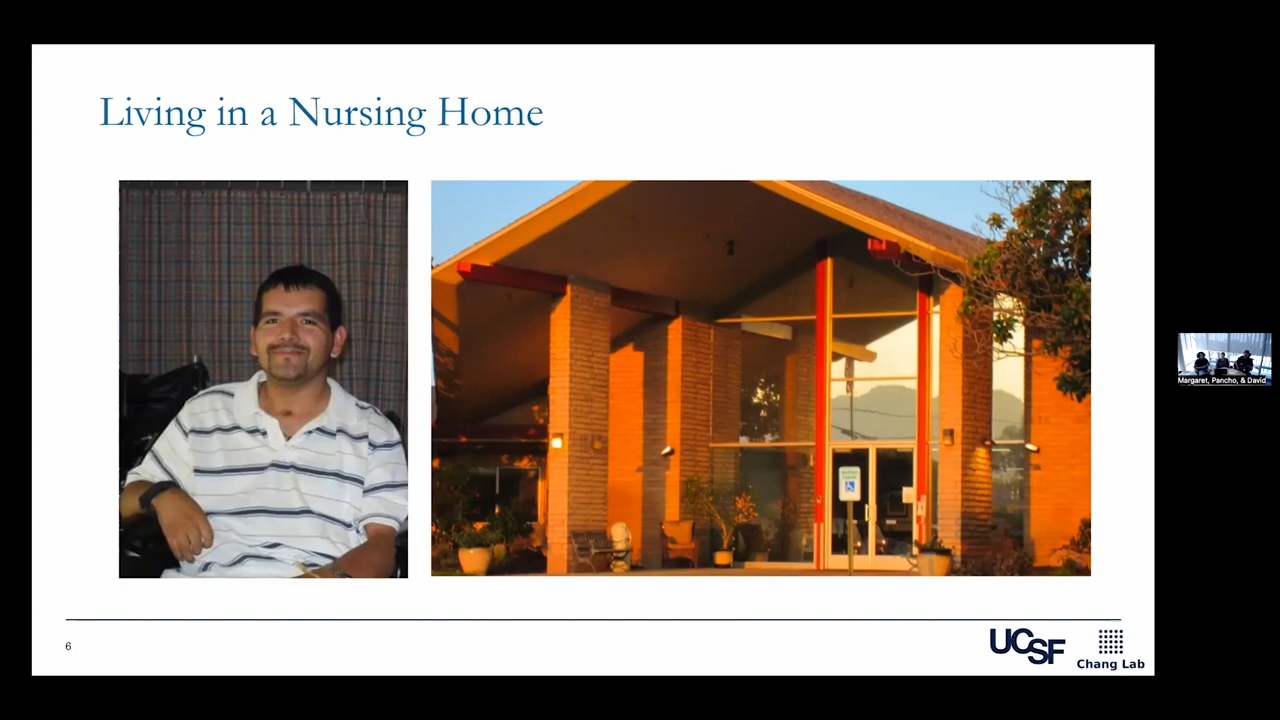 Living in a Nursing Home
6
UCSF
Chang Lab
Margaret, Pancho, & David